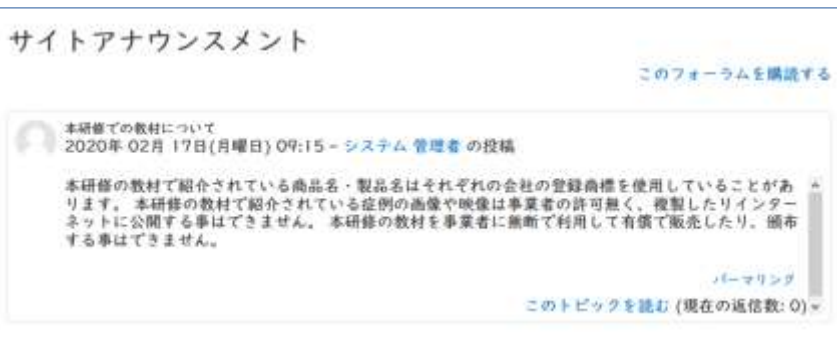 サイトアナウンスメント
このフォーラムを購読する
本研修での教材について
2020年 02月 17日(月曜日) 09:15 - システム 管理者 の投稿
本研修の教材で紹介されている商品名・製品名はそれぞれの会社の登録商標を使用していることがあ
ります。 本研修の教材で紹介されている症例の画像や映像は事業者の許可無く、複製したりインター
ネットに公開する事はできません。 本研修の教材を事業者に無断で利用して有償で販売したり、頒布
する事はできません。
パーマリンク
このトピックを読む (現在の返信数: 0)